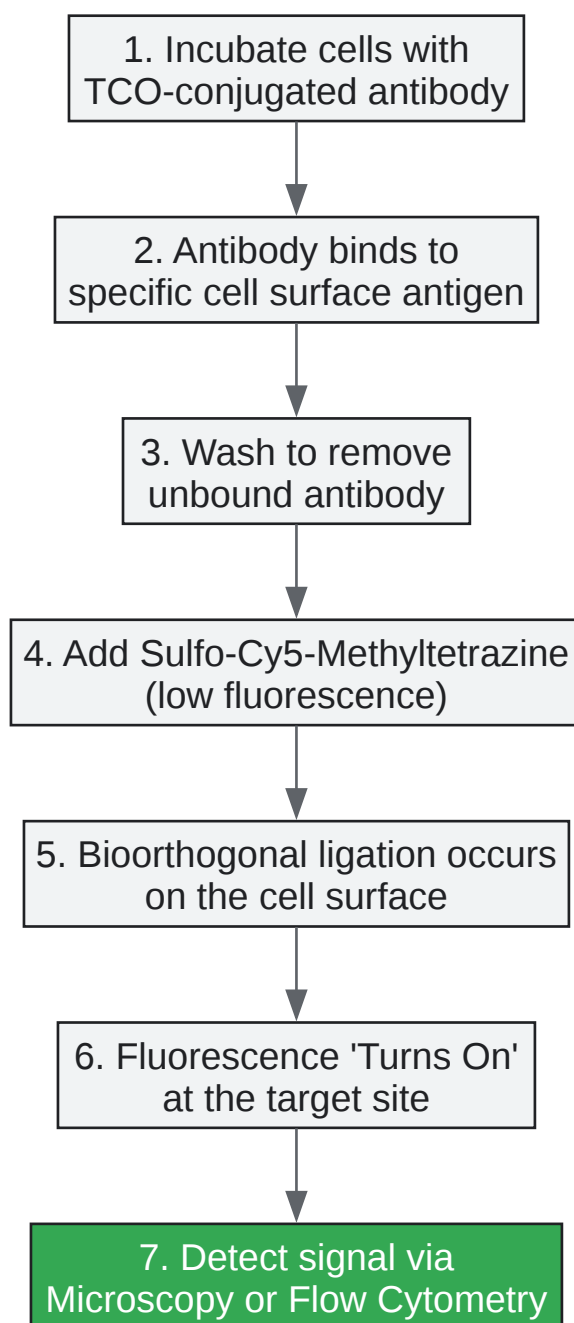 1. Incubate cells with
TCO-conjugated antibody
2. Antibody binds to
specific cell surface antigen
3. Wash to remove
unbound antibody
4. Add Sulfo-Cy5-Methyltetrazine
(low fluorescence)
5. Bioorthogonal ligation occurs
on the cell surface
6. Fluorescence 'Turns On'
at the target site
7. Detect signal via
Microscopy or Flow Cytometry